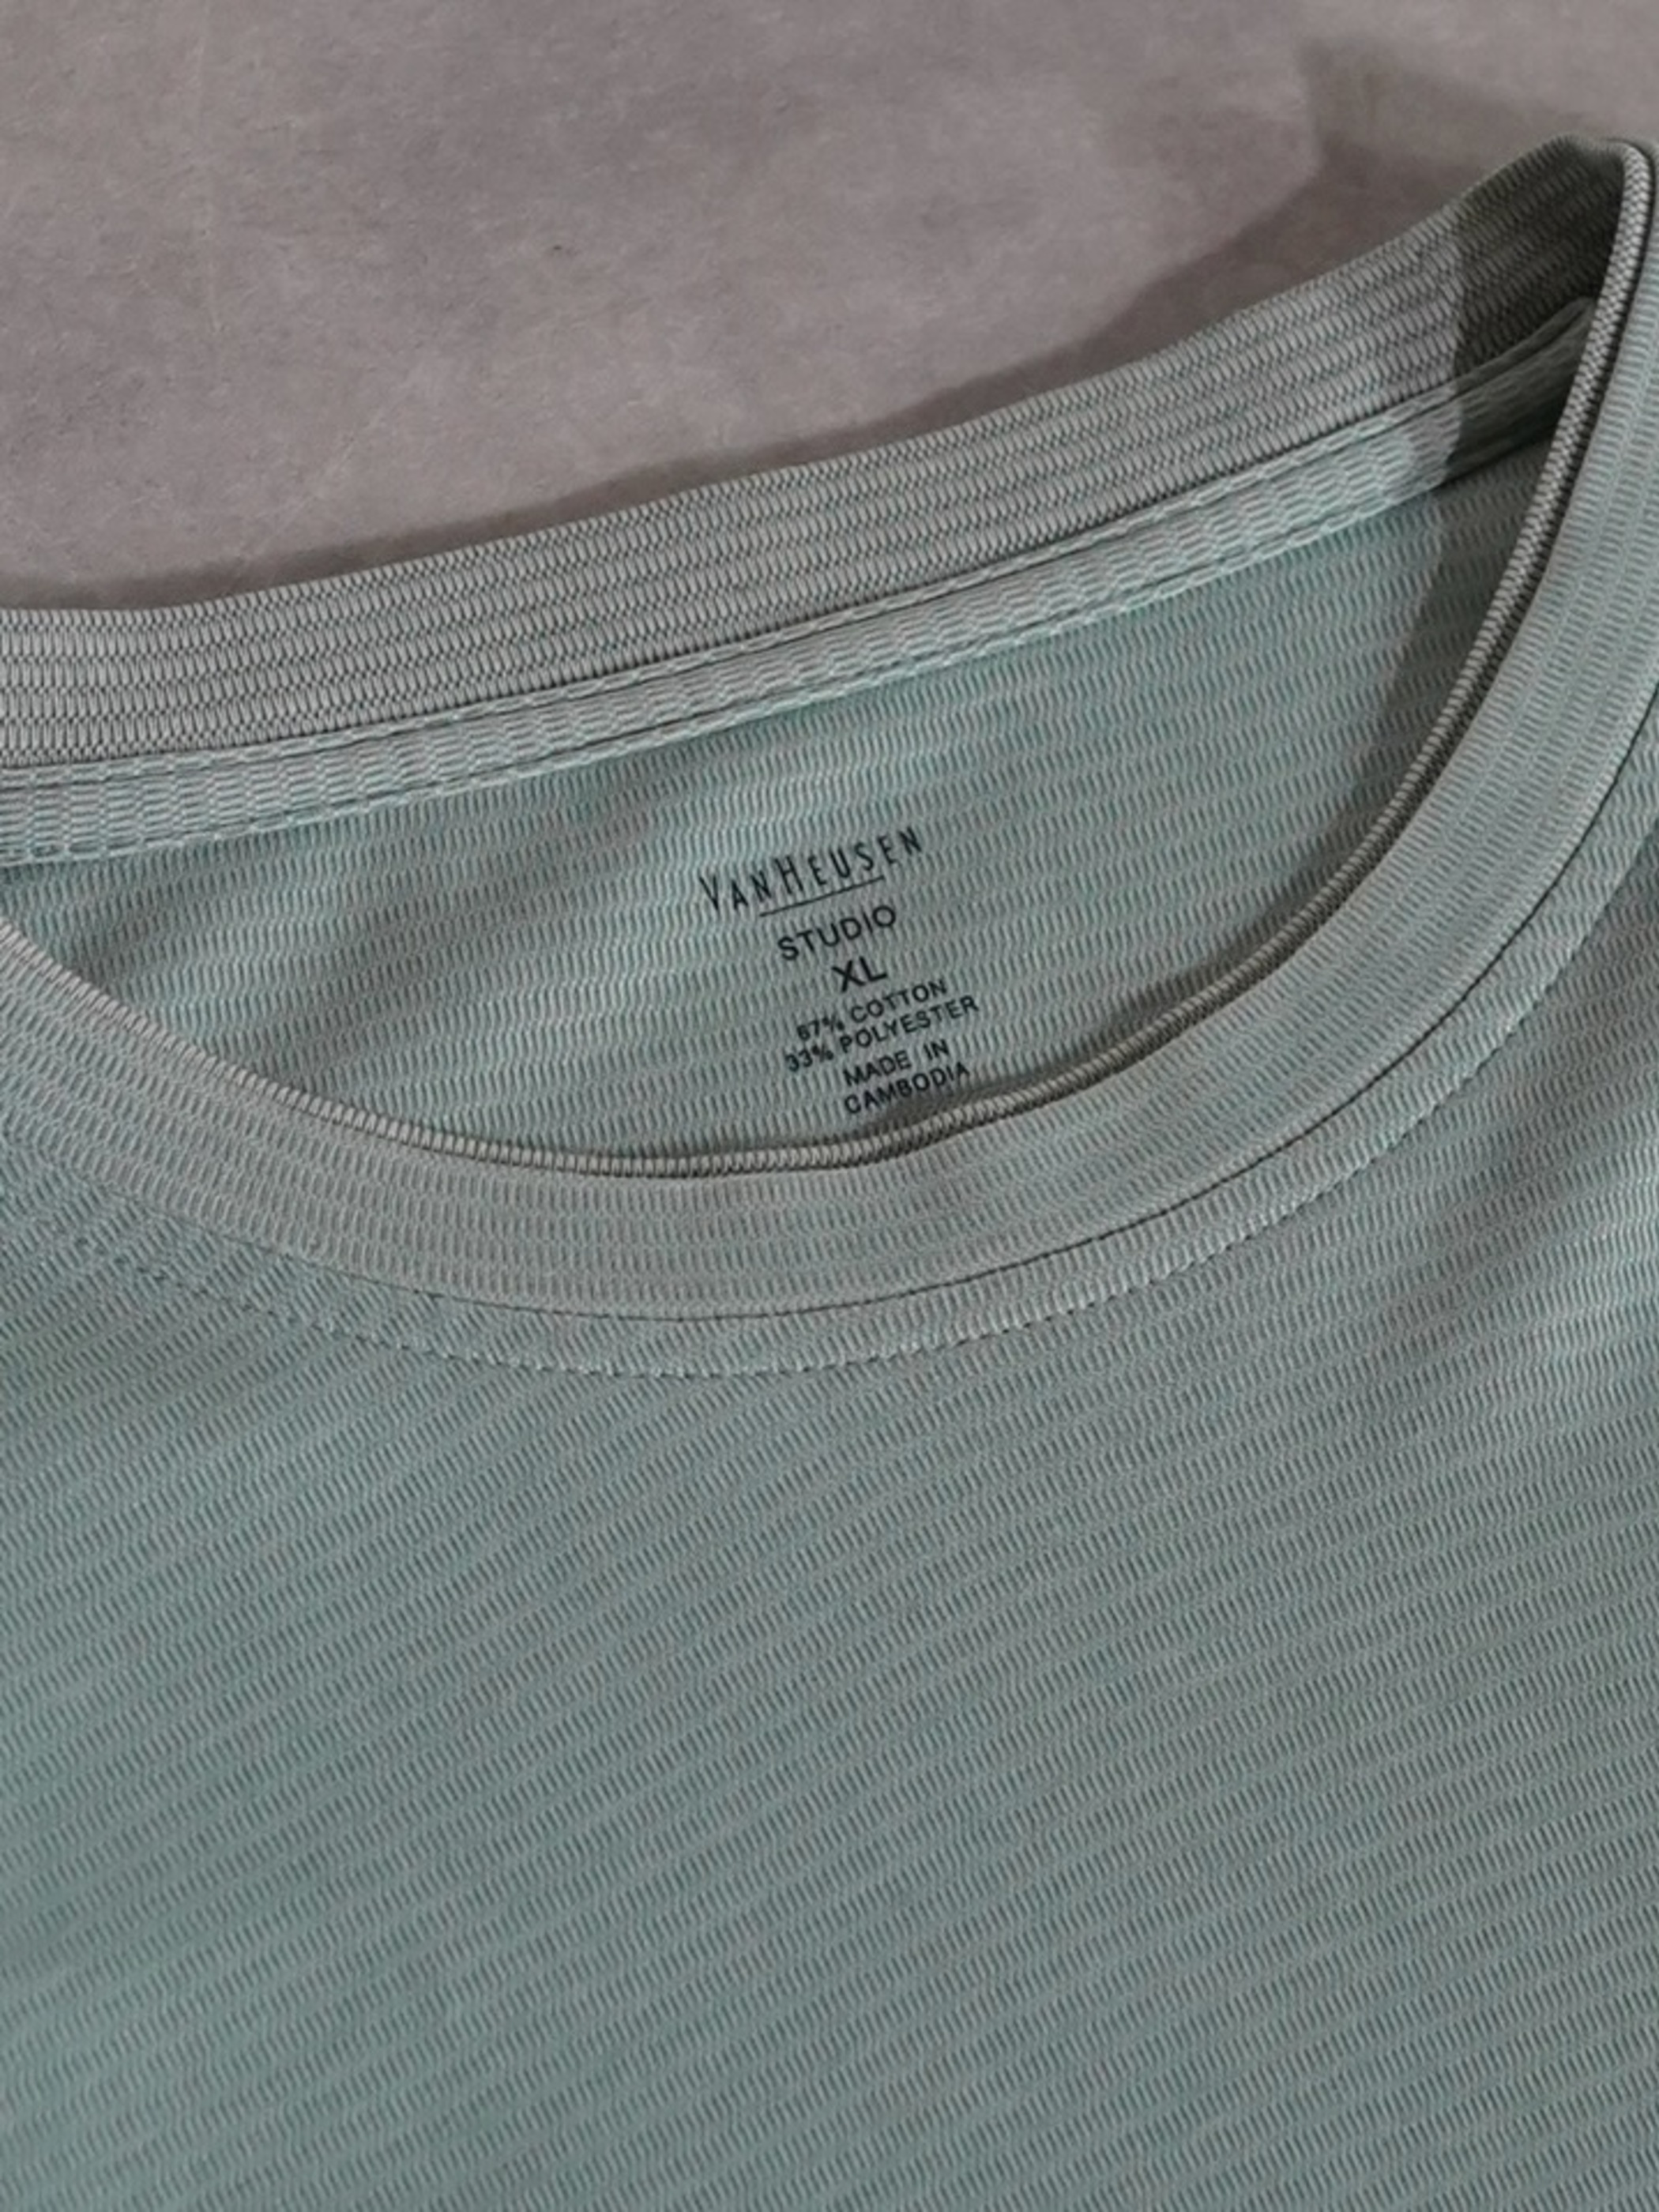 VANHEUSEN
STUDIO
XL
67% COTTON
33% POLYESTER
MADE IN
CAMBODIA